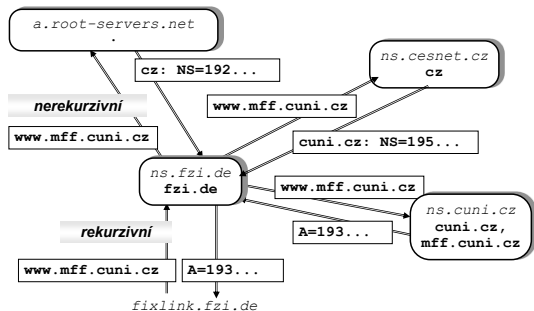 a.root-servers.net
.
cz: NS=192...
ns.cesnet.cz
cz
nerekurzivní
www.mff.cuni.cz
www.mff.cuni.cz
cuni.cz: NS=195...
ns.fzi.de
fzi.de
www.mff.cuni.cz
ns.cuni.cz
cuni.cz,
mff.cuni.cz
A=193...
rekurzivní
www.mff.cuni.cz
A=193...
fixlink.fzi.de